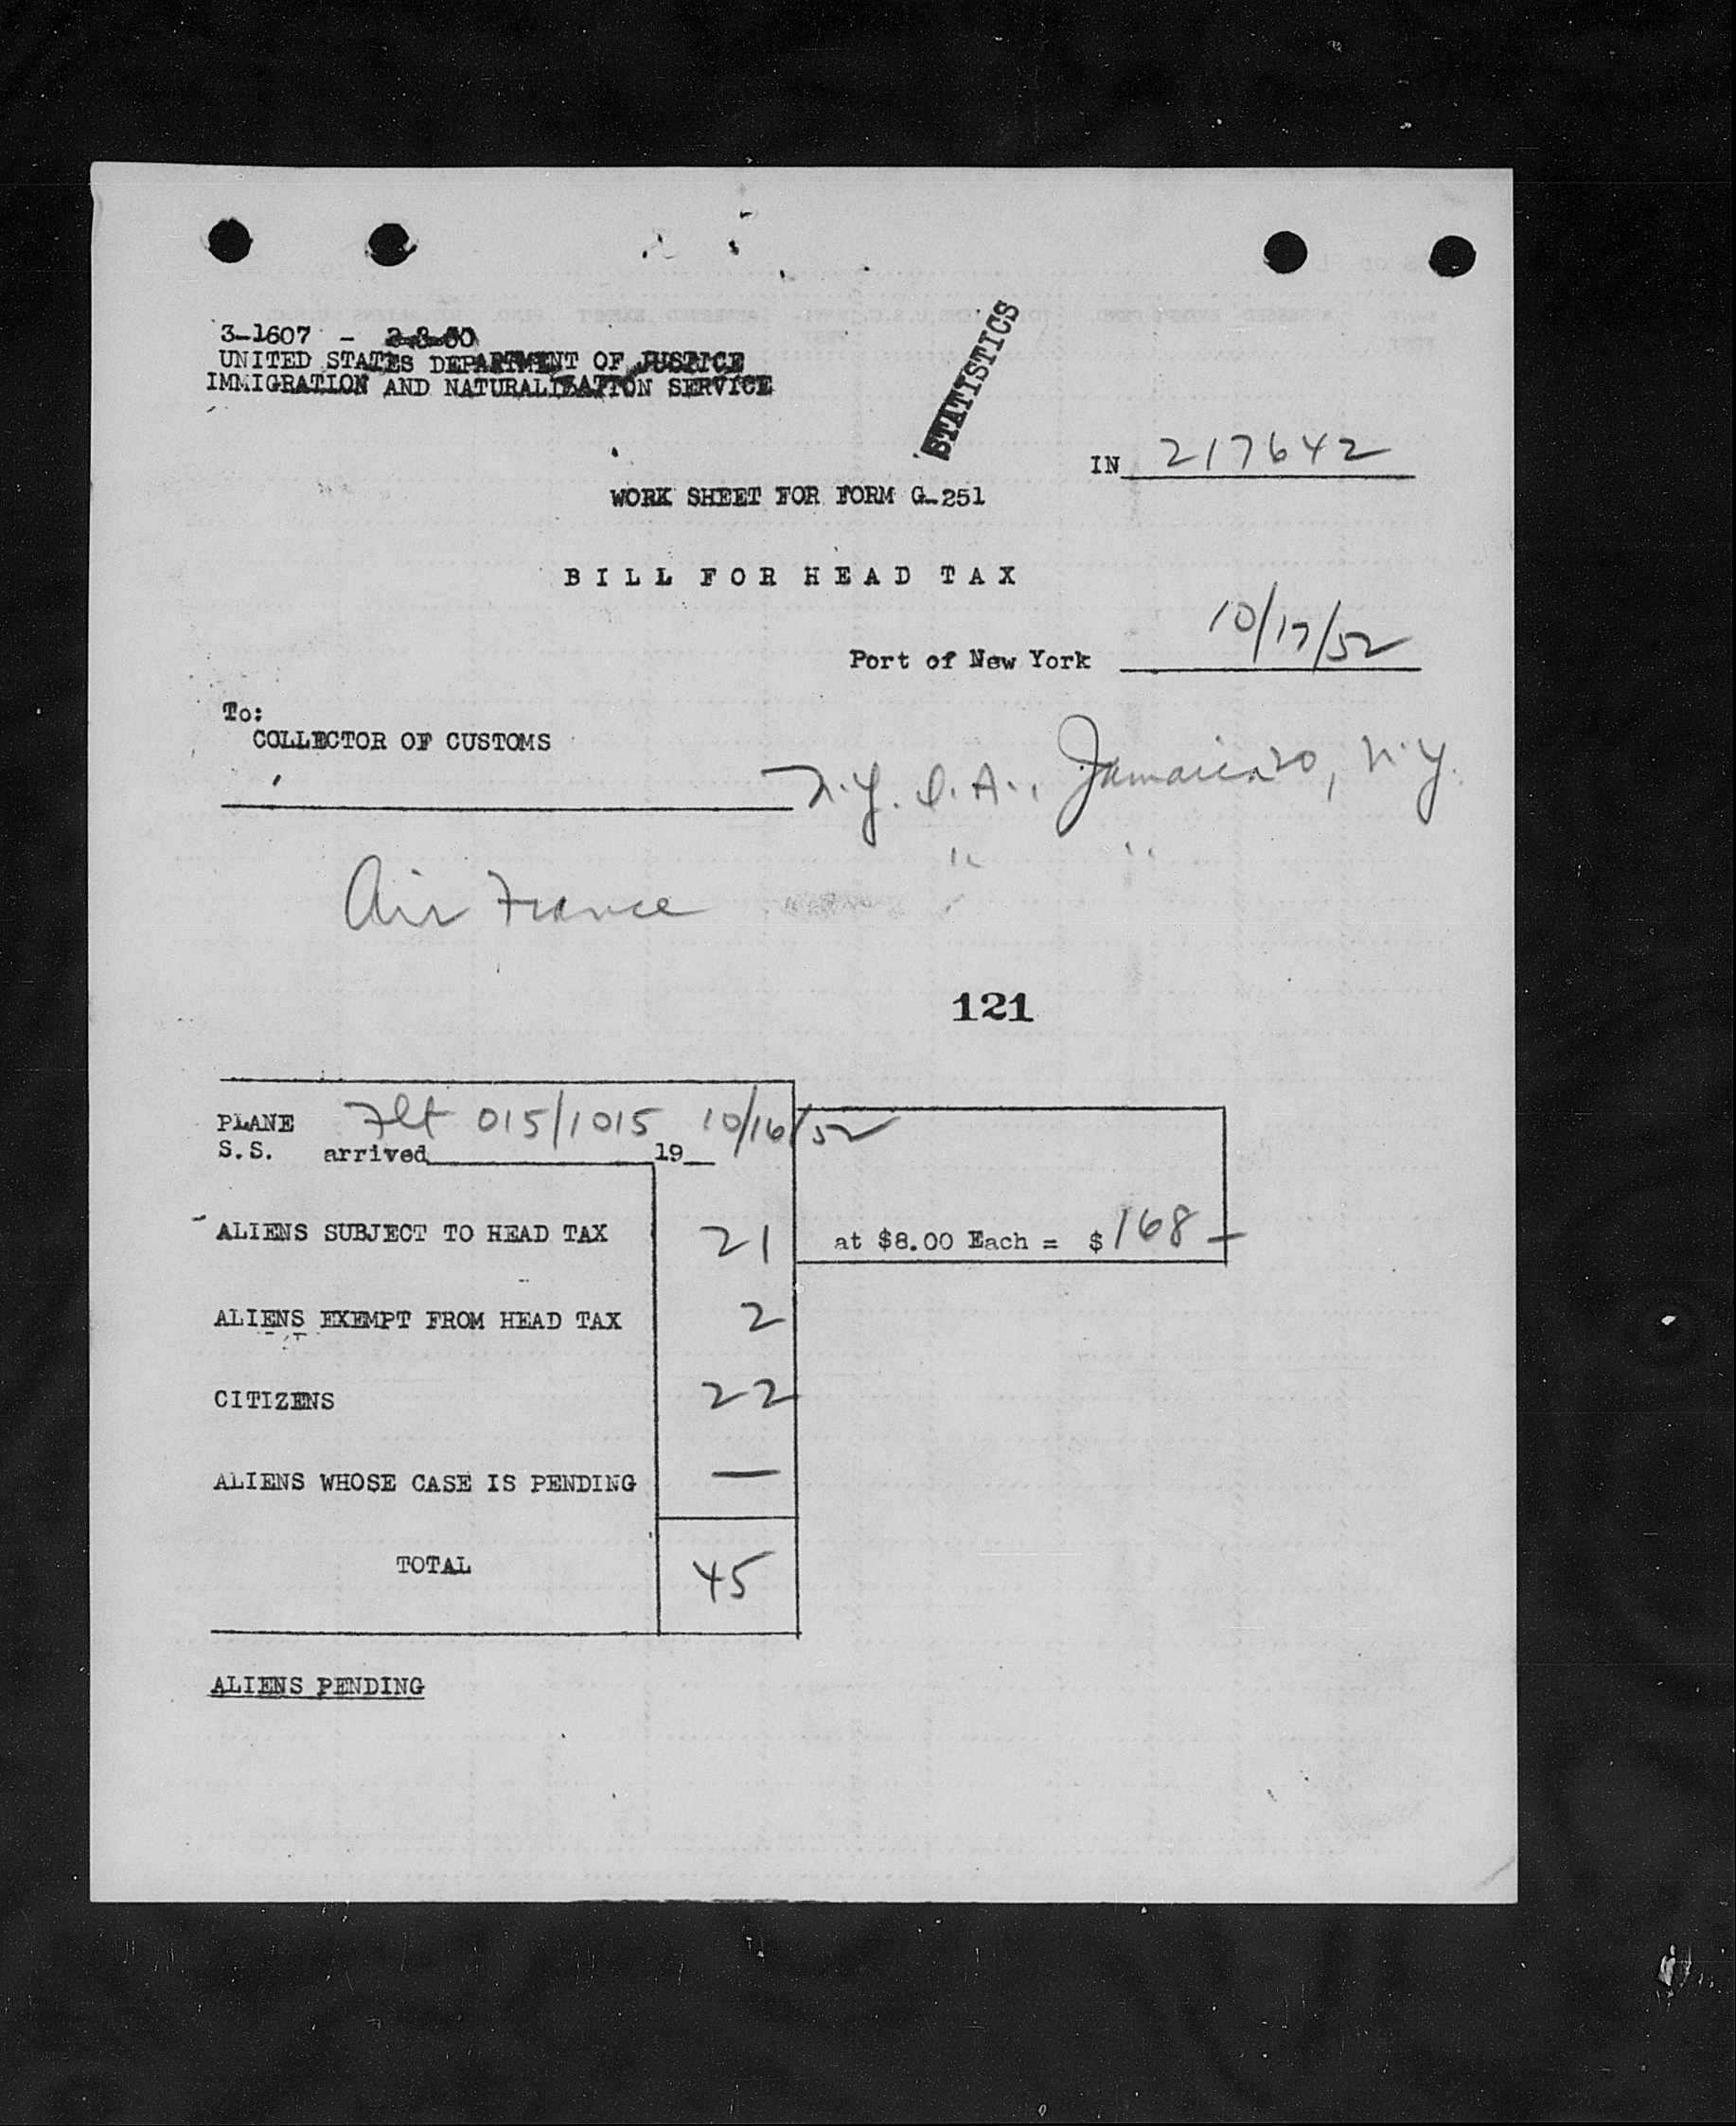 3-1607 - 2-8-50
UNITED STATES DEPARTMENT OF JUSTICE
IMMIGRATION AND NATURALIZATION SERVICE
STATISTICS
IN 217642
WORK SHEET FOR FORM G-251
BILL FOR HEAD TAX
Port of New York 10/17/52
To:
COLLECTOR OF CUSTOMS
N.Y. I.A., Jamaica 20, N.Y.
" "
Air France
121
PLANE Flt 015/1015 10/16/52
S.S. arrived 19
ALIENS SUBJECT TO HEAD TAX 21 at $8.00 Each = $ 168 —
ALIENS EXEMPT FROM HEAD TAX 2
CITIZENS 22
ALIENS WHOSE CASE IS PENDING —
TOTAL 45
ALIENS PENDING